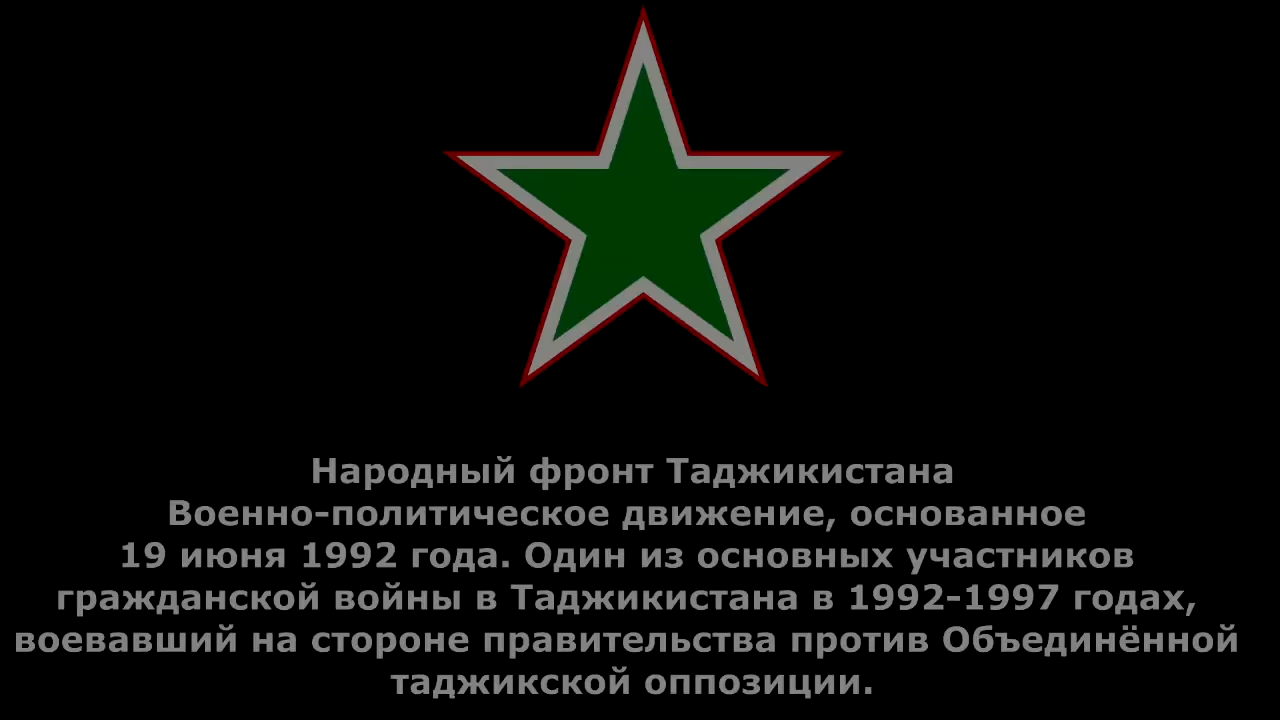 Народный фронт Таджикистана
Военно-политическое движение, основанное
19 июня 1992 года. Один из основных участников
гражданской войны в Таджикистана в 1992-1997 годах,
воевавший на стороне правительства против Объединённой
таджикской оппозиции.